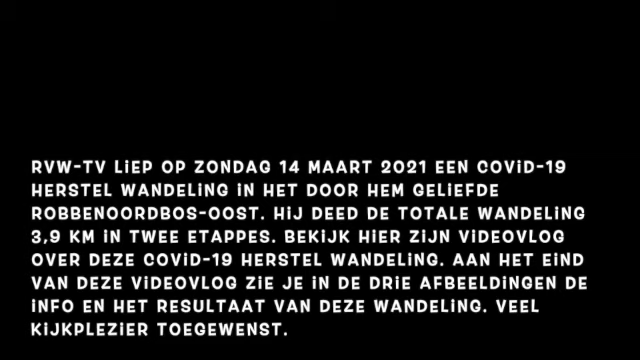 RVW-TV LiEP OP ZONDAG 14 MAART 2021 EEN COViD-19
HERSTEL WANDELiNG iN HET DOOR HEM GELiEFDE
ROBBENOORDBOS-OOST. HiJ DEED DE TOTALE WANDELiNG
3,9 KM iN TWEE ETAPPES. BEKiJK HiER ZiJN ViDEOVLOG
OVER DEZE COViD-19 HERSTEL WANDELiNG. AAN HET EiND
VAN DEZE ViDEOVLOG ZiE JE iN DE DRiE AFBEELDiNGEN DE
iNFO EN HET RESULTAAT VAN DEZE WANDELiNG. VEEL
KiJKPLEZiER TOEGEWENST.